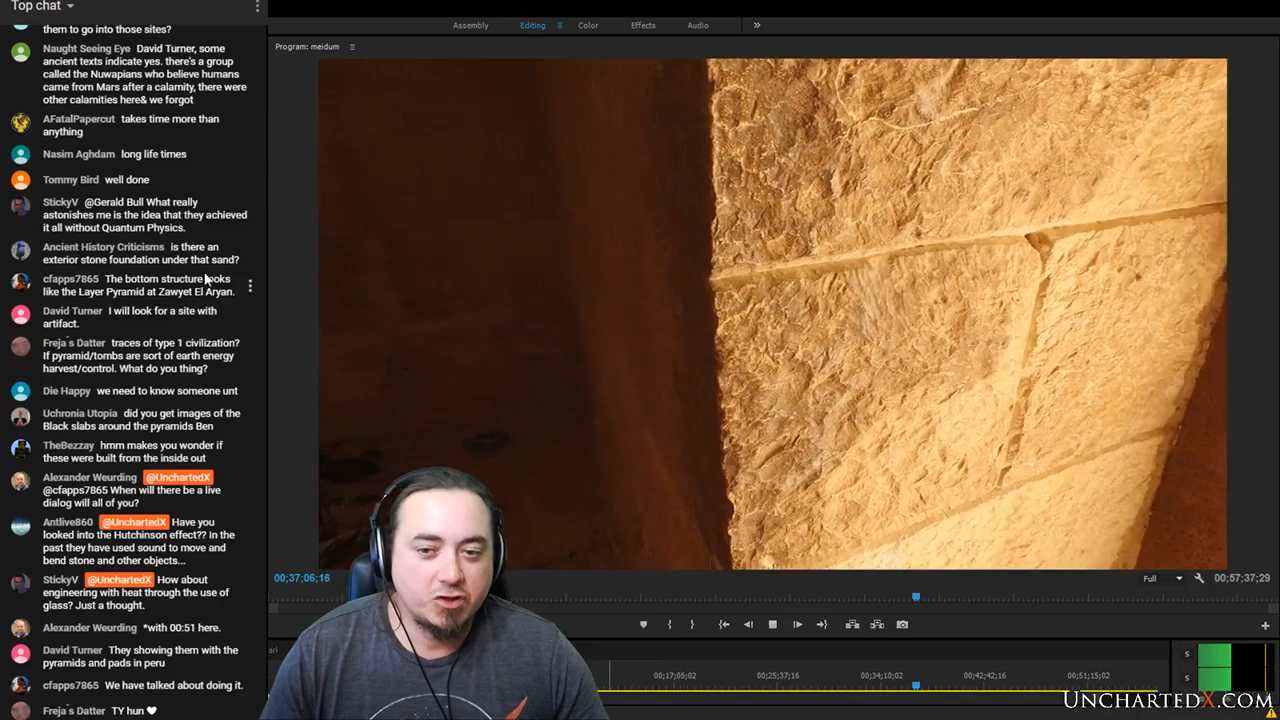 Top chat
Assembly
Editing
Color
Effects
Audio
Program: meidum
them to go into those sites?
Naught Seeing Eye David Turner, some
ancient texts indicate yes. there's a group
called the Nuwapians who believe humans
came from Mars after a calamity, there were
other calamities here& we forgot
AFatalPapercut takes time more than
anything
Nasim Aghdam long life times
Tommy Bird well done
StickyV @Gerald Bull What really
astonishes me is the idea that they achieved
it all without Quantum Physics.
Ancient History Criticisms is there an
exterior stone foundation under that sand?
cfapps7865 The bottom structure looks
like the Layer Pyramid at Zawyet El Aryan.
David Turner I will look for a site with
artifact.
Freja´s Datter traces of type 1 civilization?
If pyramid/tombs are sort of earth energy
harvest/control. What do you thing?
Die Happy we need to know someone unt
Uchronia Utopia did you get images of the
Black slabs around the pyramids Ben
TheBezzay hmm makes you wonder if
these were built from the inside out
Alexander Weurding @UnchartedX
@cfapps7865 When will there be a live
dialog will all of you?
Antlive860 @UnchartedX Have you
looked into the Hutchinson effect?? In the
past they have used sound to move and
bend stone and other objects...
StickyV @UnchartedX How about
engineering with heat through the use of
glass? Just a thought.
Alexander Weurding *with 00:51 here.
David Turner They showing them with the
pyramids and pads in peru
cfapps7865 We have talked about doing it.
Freja´s Datter TY hun
00;37;06;16
Full
00;57;37;29
00;17;05;02
00;25;37;16
00;34;10;02
00;42;42;16
00;51;15;02
S
S
UnchartedX.com